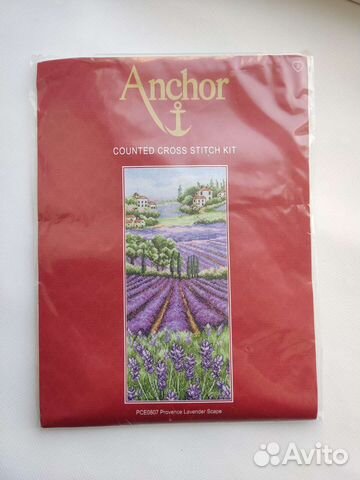 Anchor
COUNTED CROSS STITCH KIT
PCE0807 Provence Lavender Scape
Avito